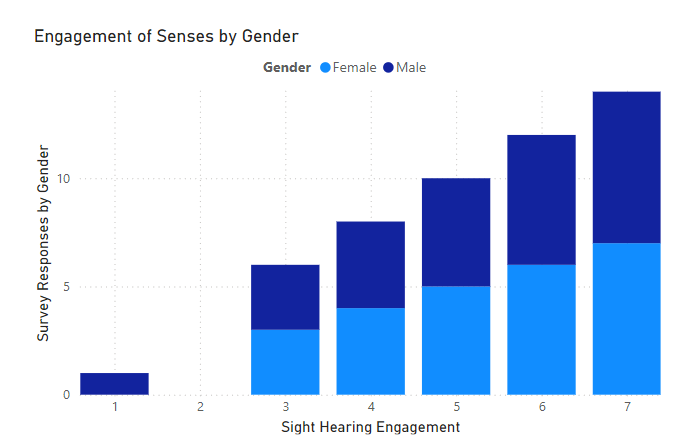 Engagement of Senses by Gender
Gender Female Male
Survey Responses by Gender
10
5
0
1 2 3 4 5 6 7
Sight Hearing Engagement